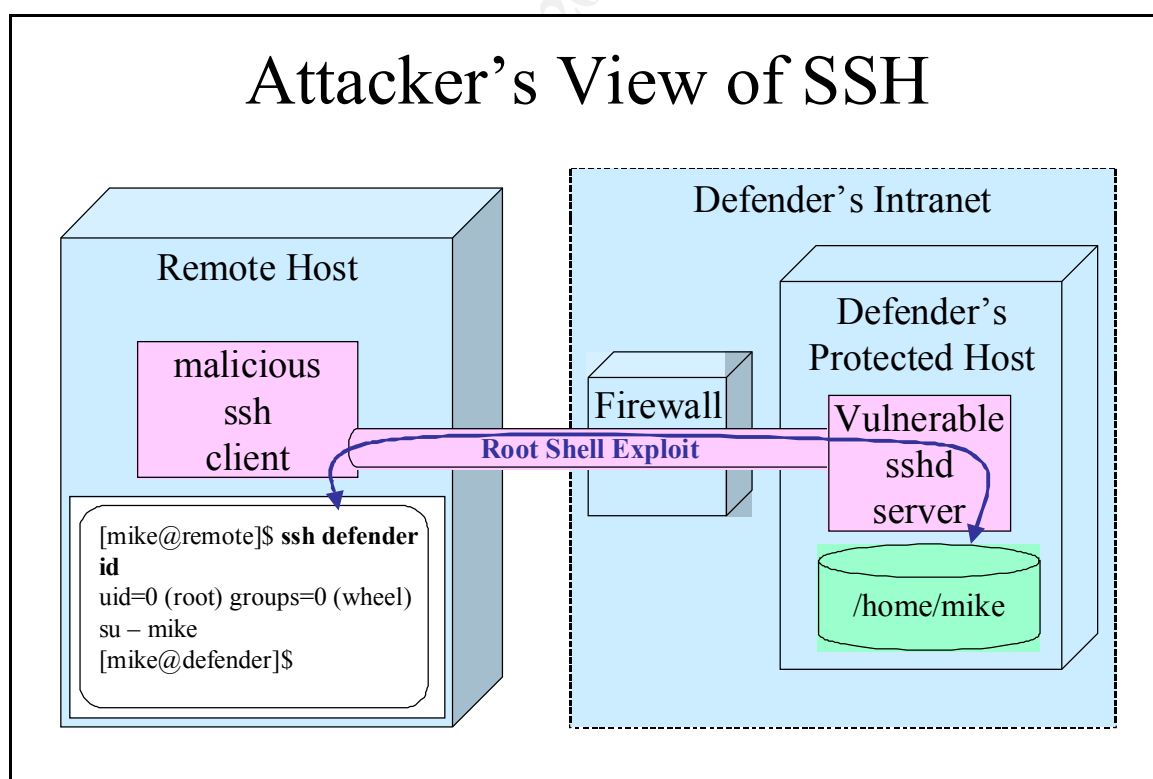 Attacker's View of SSH
Remote Host
malicious
ssh
client
[mike@remote]$ ssh defender
id
uid=0 (root) groups=0 (wheel)
su – mike
[mike@defender]$
Root Shell Exploit
Defender's Intranet
Firewall
Defender's
Protected Host
Vulnerable
sshd
server
/home/mike